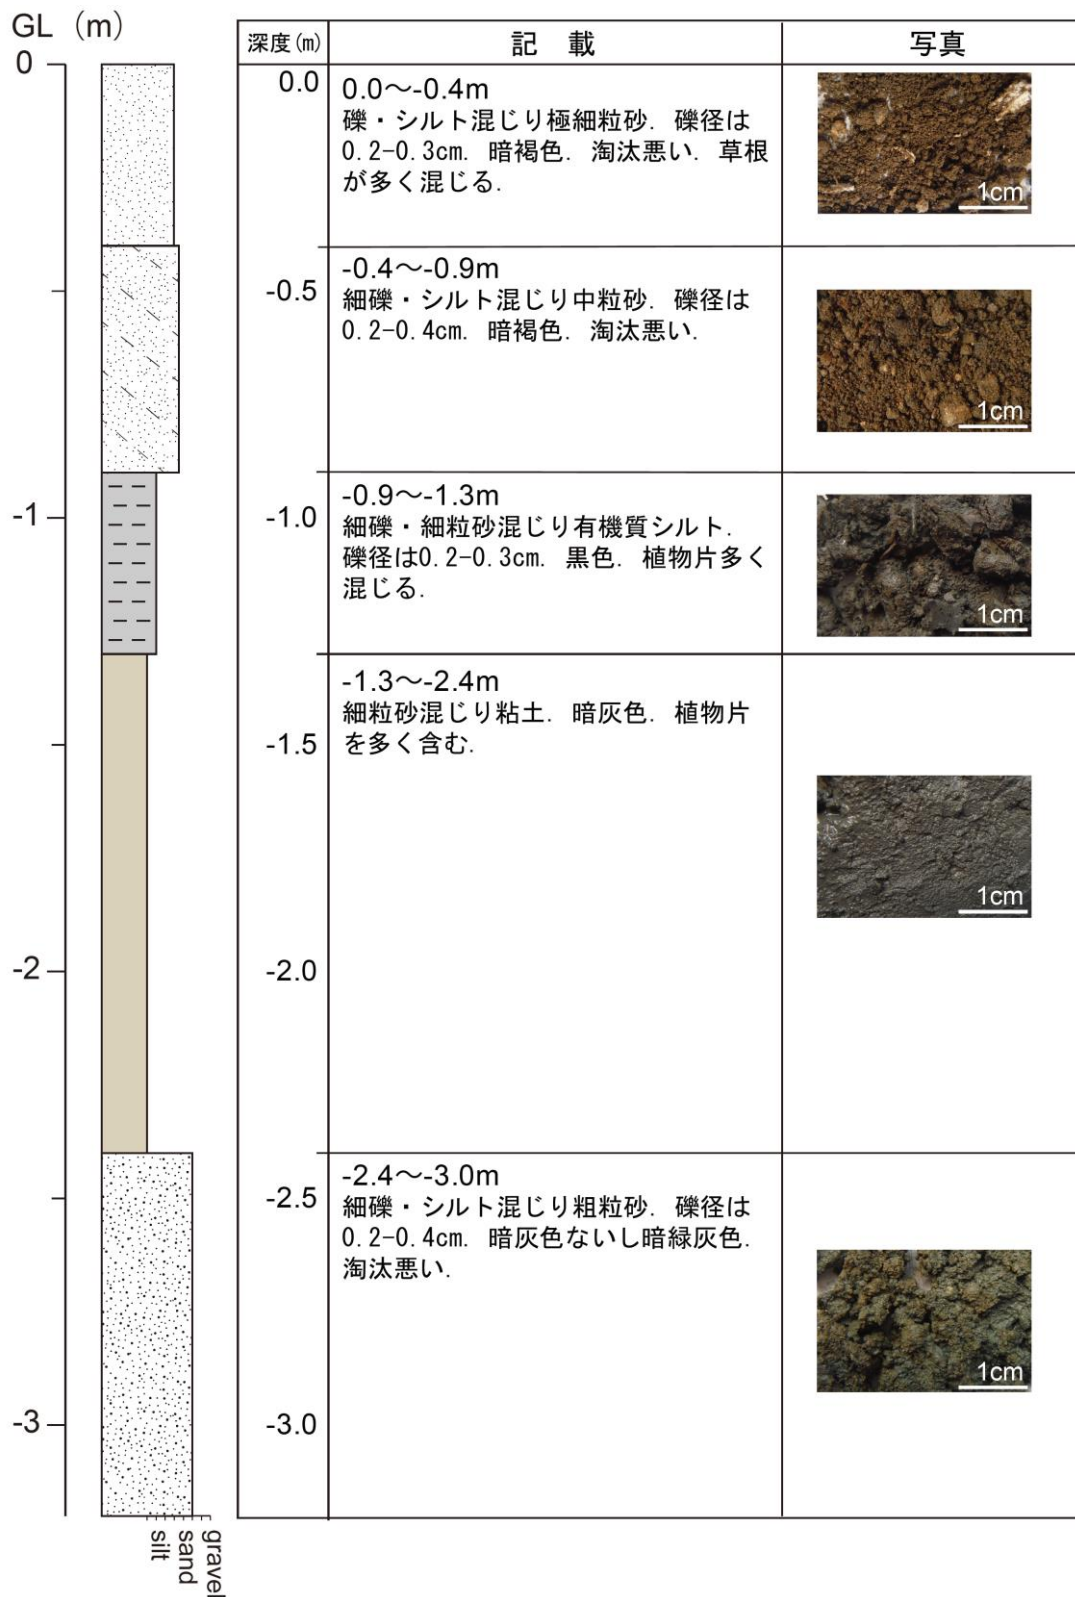 GL (m)
0
-1
-2
-3
silt
sand
gravel
深度(m)
記 載
写真
0.0
0.0～-0.4m
礫・シルト混じり極細粒砂. 礫径は
0.2-0.3cm. 暗褐色. 淘汰悪い. 草根
が多く混じる.
1cm
-0.5
-0.4～-0.9m
細礫・シルト混じり中粒砂. 礫径は
0.2-0.4cm. 暗褐色. 淘汰悪い.
1cm
-1.0
-0.9～-1.3m
細礫・細粒砂混じり有機質シルト.
礫径は0.2-0.3cm. 黒色. 植物片多く
混じる.
1cm
-1.3～-2.4m
細粒砂混じり粘土. 暗灰色. 植物片
を多く含む.
-1.5
1cm
-2.0
-2.4～-3.0m
-2.5
細礫・シルト混じり粗粒砂. 礫径は
0.2-0.4cm. 暗灰色ないし暗緑灰色.
淘汰悪い.
1cm
-3.0